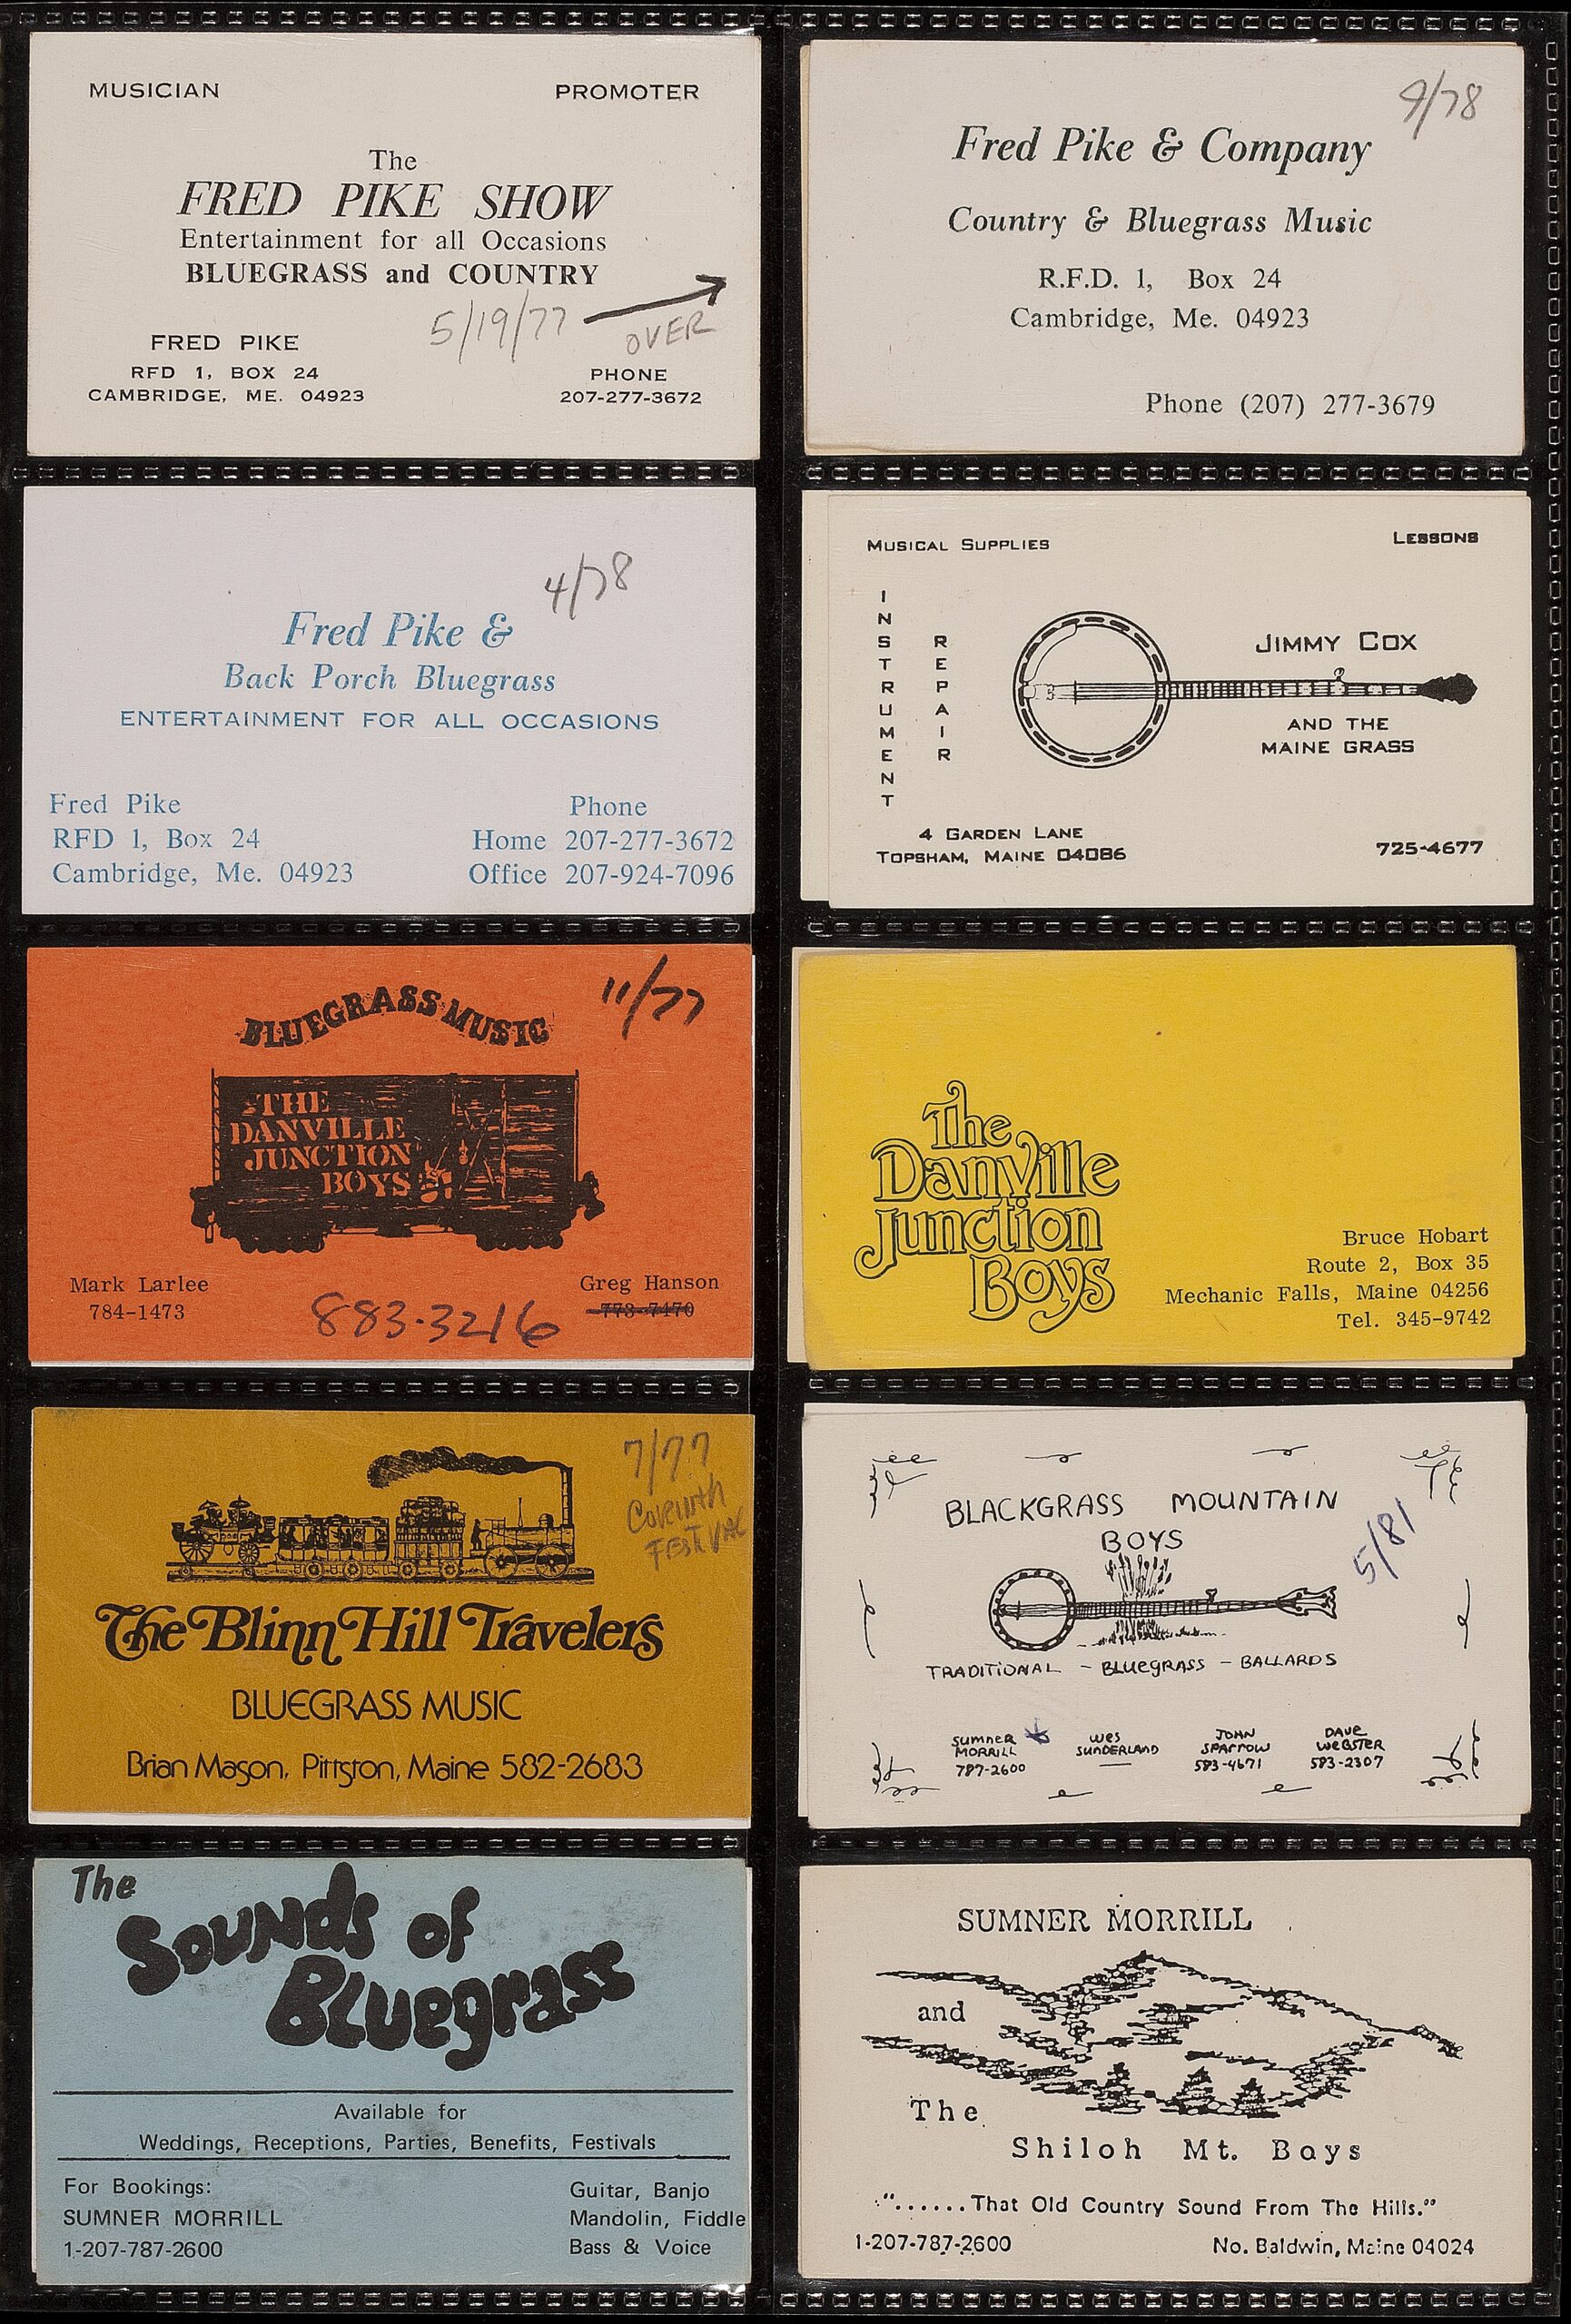 MUSICIAN PROMOTER
The
FRED PIKE SHOW
Entertainment for all Occasions
BLUEGRASS and COUNTRY
5/19/77
OVER
FRED PIKE
RFD 1, BOX 24
CAMBRIDGE, ME. 04923
PHONE
207-277-3672
9/78
Fred Pike & Company
Country & Bluegrass Music
R.F.D. 1, Box 24
Cambridge, Me. 04923
Phone (207) 277-3679
4/78
Fred Pike &
Back Porch Bluegrass
ENTERTAINMENT FOR ALL OCCASIONS
Fred Pike
RFD 1, Box 24
Cambridge, Me. 04923
Phone
Home 207-277-3672
Office 207-924-7096
MUSICAL SUPPLIES LESSONS
INSTRUMENT
REPAIR
JIMMY COX
AND THE
MAINE GRASS
4 GARDEN LANE
TOPSHAM, MAINE 04086
725-4677
11/77
BLUEGRASS MUSIC
THE
DANVILLE
JUNCTION
BOYS
Mark Larlee
784-1473
883-3216
Greg Hanson
773-7470
The
Danville
Junction
Boys
Bruce Hobart
Route 2, Box 35
Mechanic Falls, Maine 04256
Tel. 345-9742
7/77
Corinth
FESTIVAL
The Blinn Hill Travelers
BLUEGRASS MUSIC
Brian Mason, Pittston, Maine 582-2683
BLACKGRASS MOUNTAIN
BOYS
5/81
TRADITIONAL - BLUEGRASS - BALLARDS
SUMNER
MORRILL
787-2600
WES
SUNDERLAND
JOHN
SPARROW
583-4671
DAVE
WEBSTER
583-2307
The
Sounds of
Bluegrass
Available for
Weddings, Receptions, Parties, Benefits, Festivals
For Bookings:
SUMNER MORRILL
1-207-787-2600
Guitar, Banjo
Mandolin, Fiddle
Bass & Voice
SUMNER MORRILL
and
The
Shiloh Mt. Boys
"......That Old Country Sound From The Hills."
1-207-787-2600 No. Baldwin, Maine 04024